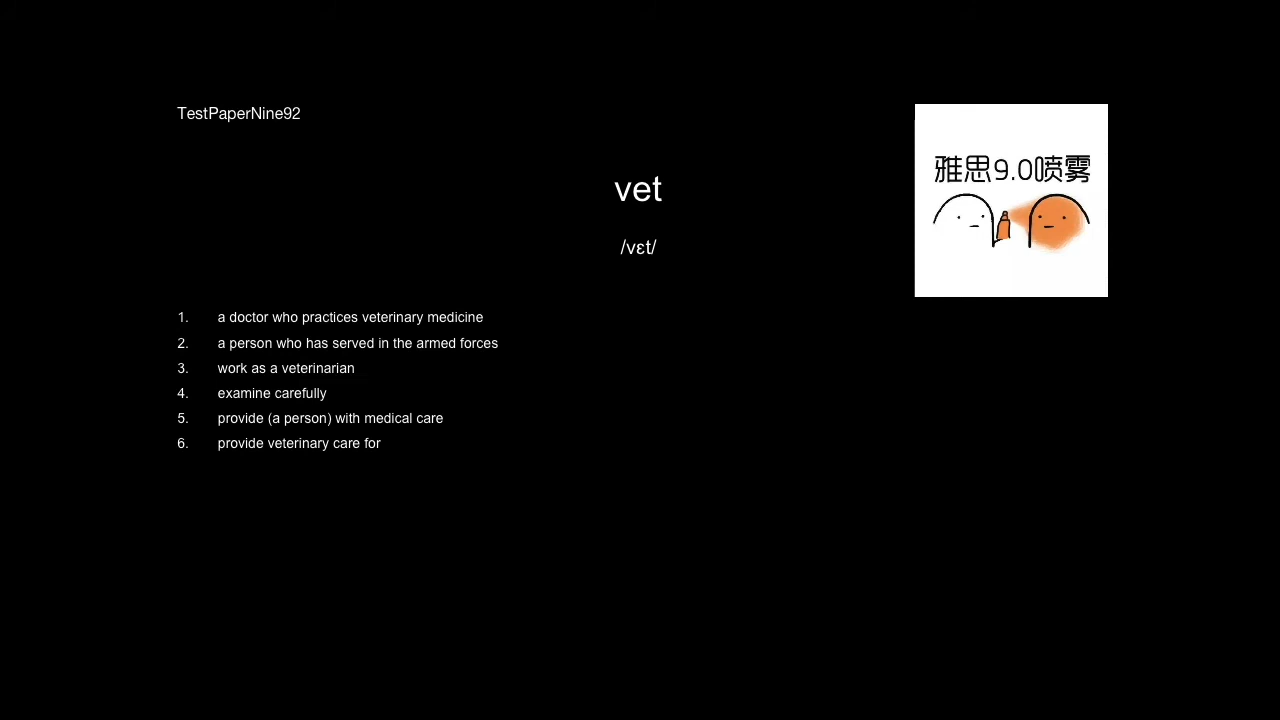 TestPaperNine92
雅思9.0喷雾
vet
/vɛt/
1. a doctor who practices veterinary medicine
2. a person who has served in the armed forces
3. work as a veterinarian
4. examine carefully
5. provide (a person) with medical care
6. provide veterinary care for